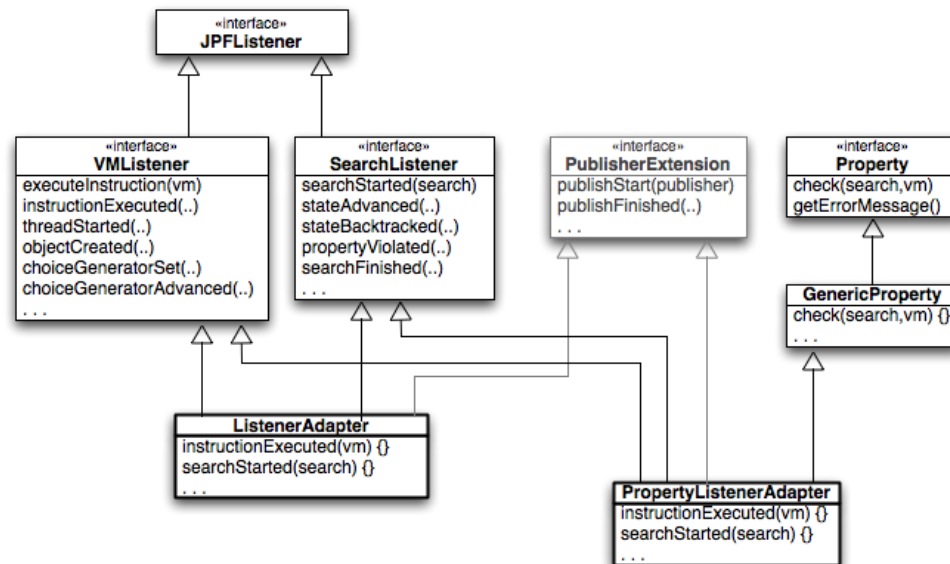 «interface»
JPFListener
«interface»
VMListener
executeInstruction(vm)
instructionExecuted(..)
threadStarted(..)
objectCreated(..)
choiceGeneratorSet(..)
choiceGeneratorAdvanced(..)
. . .
«interface»
SearchListener
searchStarted(search)
stateAdvanced(..)
stateBacktracked(..)
propertyViolated(..)
searchFinished(..)
. . .
«interface»
PublisherExtension
publishStart(publisher)
publishFinished(..)
. . .
«interface»
Property
check(search,vm)
getErrorMessage()
GenericProperty
check(search,vm) {}
. . .
ListenerAdapter
instructionExecuted(vm) {}
searchStarted(search) {}
. . .
PropertyListenerAdapter
instructionExecuted(vm) {}
searchStarted(search) {}
. . .